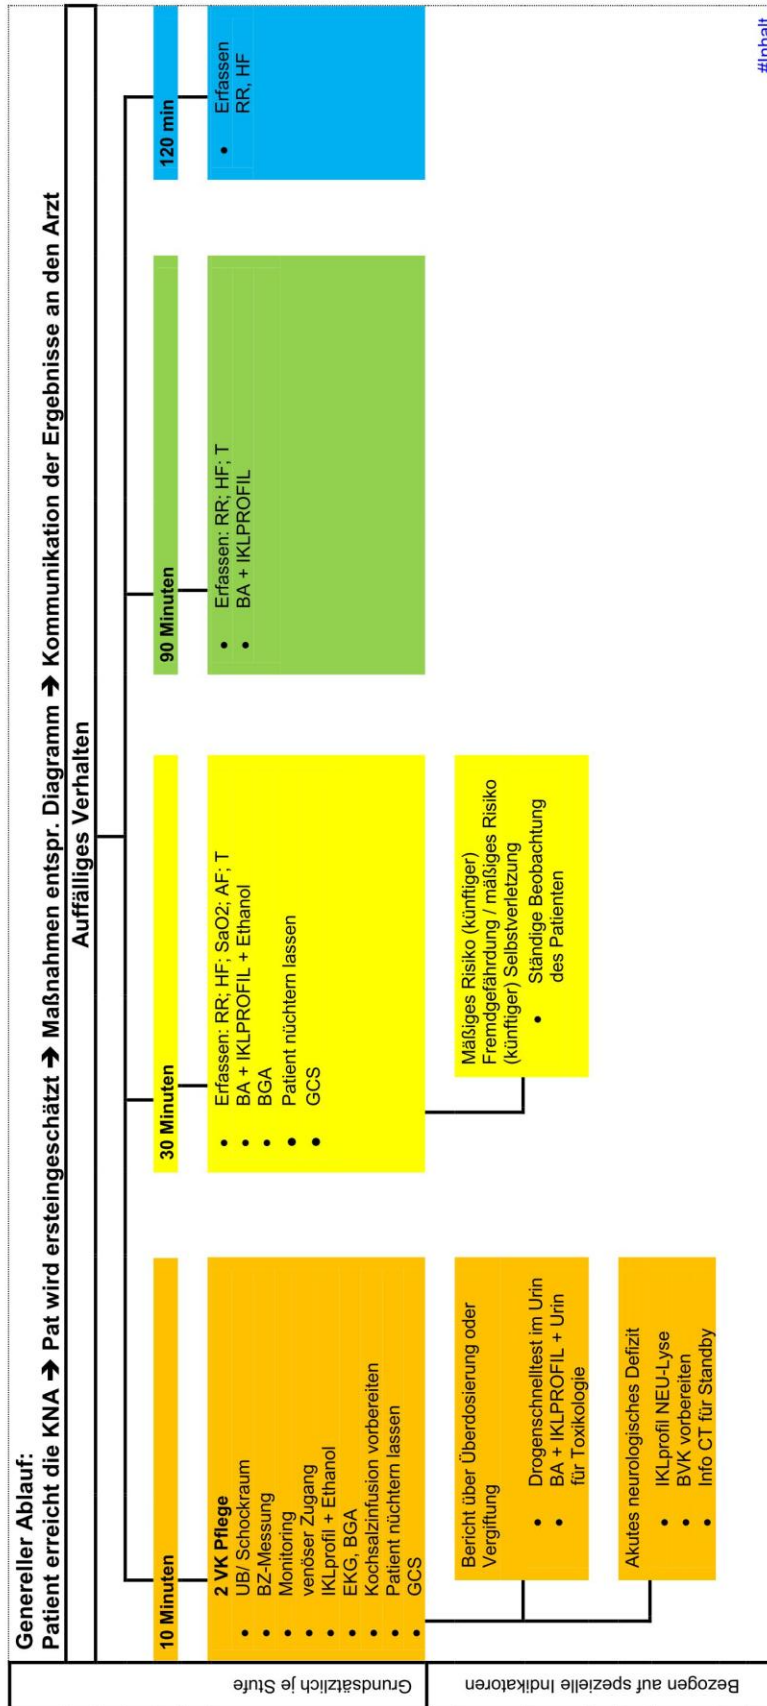 Genereller Ablauf:
Patient erreicht die KNA ➔ Pat wird ersteingeschätzt ➔ Maßnahmen entspr. Diagramm ➔ Kommunikation der Ergebnisse an den Arzt
Auffälliges Verhalten
Grundsätzlich je Stufe
10 Minuten
2 VK Pflege
• UB/ Schockraum
• BZ-Messung
• Monitoring
• venöser Zugang
• IKLprofil + Ethanol
• EKG, BGA
• Kochsalzinfusion vorbereiten
• Patient nüchtern lassen
• GCS
30 Minuten
• Erfassen: RR; HF; SaO2; AF; T
• BA + IKLPROFIL + Ethanol
• BGA
• Patient nüchtern lassen
• GCS
90 Minuten
• Erfassen: RR; HF; T
• BA + IKLPROFIL
120 min
• Erfassen
RR, HF
Bezogen auf spezielle Indikatoren
Bericht über Überdosierung oder
Vergiftung
• Drogenschnelltest im Urin
• BA + IKLPROFIL + Urin
für Toxikologie
Akutes neurologisches Defizit
• IKLprofil NEU-Lyse
• BVK vorbereiten
• Info CT für Standby
Mäßiges Risiko (künftiger)
Fremdgefährdung / mäßiges Risiko
(künftiger) Selbstverletzung
• Ständige Beobachtung
des Patienten
#Inhalt